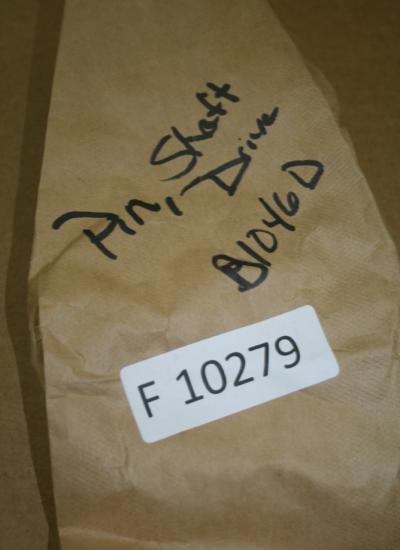 Pin, Shaft
Drive
B1046D
F 10279